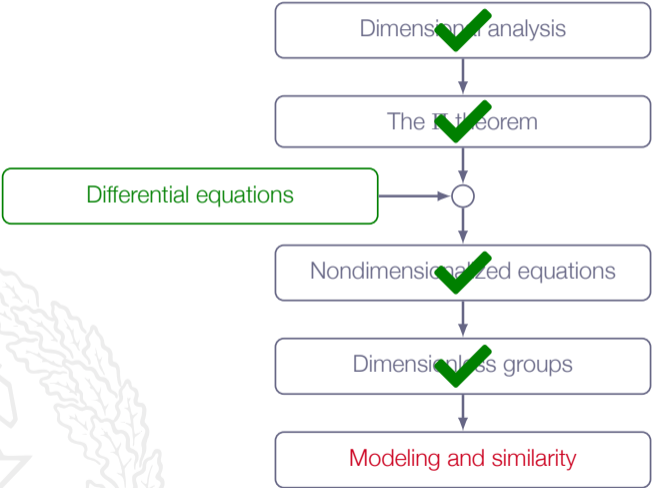 Dimensional analysis
The Π theorem
Differential equations
Nondimensionalized equations
Dimensionless groups
Modeling and similarity